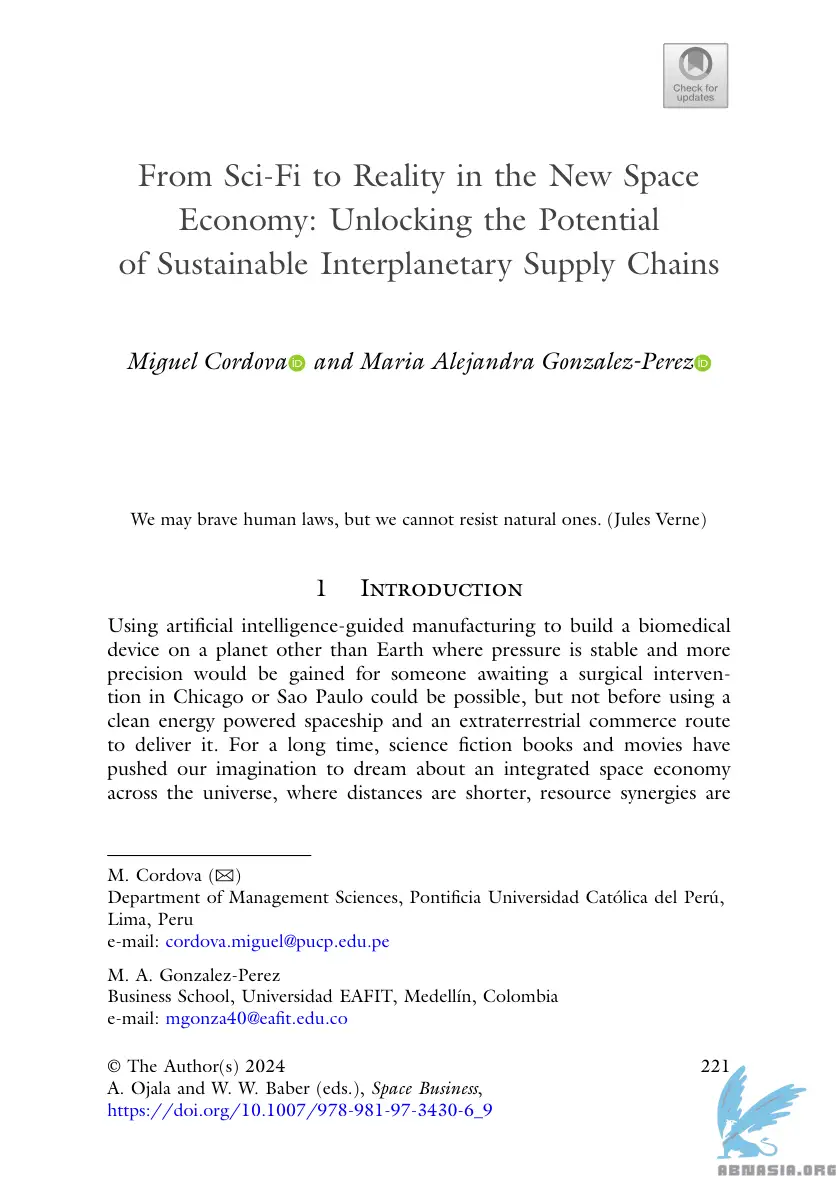 Check for
updates
From Sci-Fi to Reality in the New Space
Economy: Unlocking the Potential
of Sustainable Interplanetary Supply Chains
Miguel Cordova and Maria Alejandra Gonzalez-Perez
We may brave human laws, but we cannot resist natural ones. (Jules Verne)
1 Introduction
Using artificial intelligence-guided manufacturing to build a biomedical
device on a planet other than Earth where pressure is stable and more
precision would be gained for someone awaiting a surgical interven-
tion in Chicago or Sao Paulo could be possible, but not before using a
clean energy powered spaceship and an extraterrestrial commerce route
to deliver it. For a long time, science fiction books and movies have
pushed our imagination to dream about an integrated space economy
across the universe, where distances are shorter, resource synergies are
M. Cordova (✉)
Department of Management Sciences, Pontificia Universidad Católica del Perú,
Lima, Peru
e-mail: cordova.miguel@pucp.edu.pe
M. A. Gonzalez-Perez
Business School, Universidad EAFIT, Medellín, Colombia
e-mail: mgonza40@eafit.edu.co
© The Author(s) 2024 221
A. Ojala and W. W. Baber (eds.), Space Business,
https://doi.org/10.1007/978-981-97-3430-6_9
ABNASIA.ORG